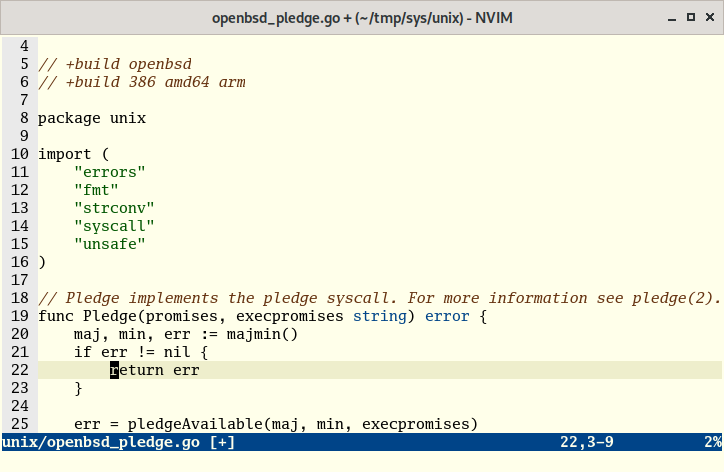 openbsd_pledge.go + (~/tmp/sys/unix) - NVIM
4
5 // +build openbsd
6 // +build 386 amd64 arm
7
8 package unix
9
10 import (
11     "errors"
12     "fmt"
13     "strconv"
14     "syscall"
15     "unsafe"
16 )
17
18 // Pledge implements the pledge syscall. For more information see pledge(2).
19 func Pledge(promises, execpromises string) error {
20     maj, min, err := majmin()
21     if err != nil {
22         return err
23     }
24
25     err = pledgeAvailable(maj, min, execpromises)
unix/openbsd_pledge.go [+] 22,3-9 2%